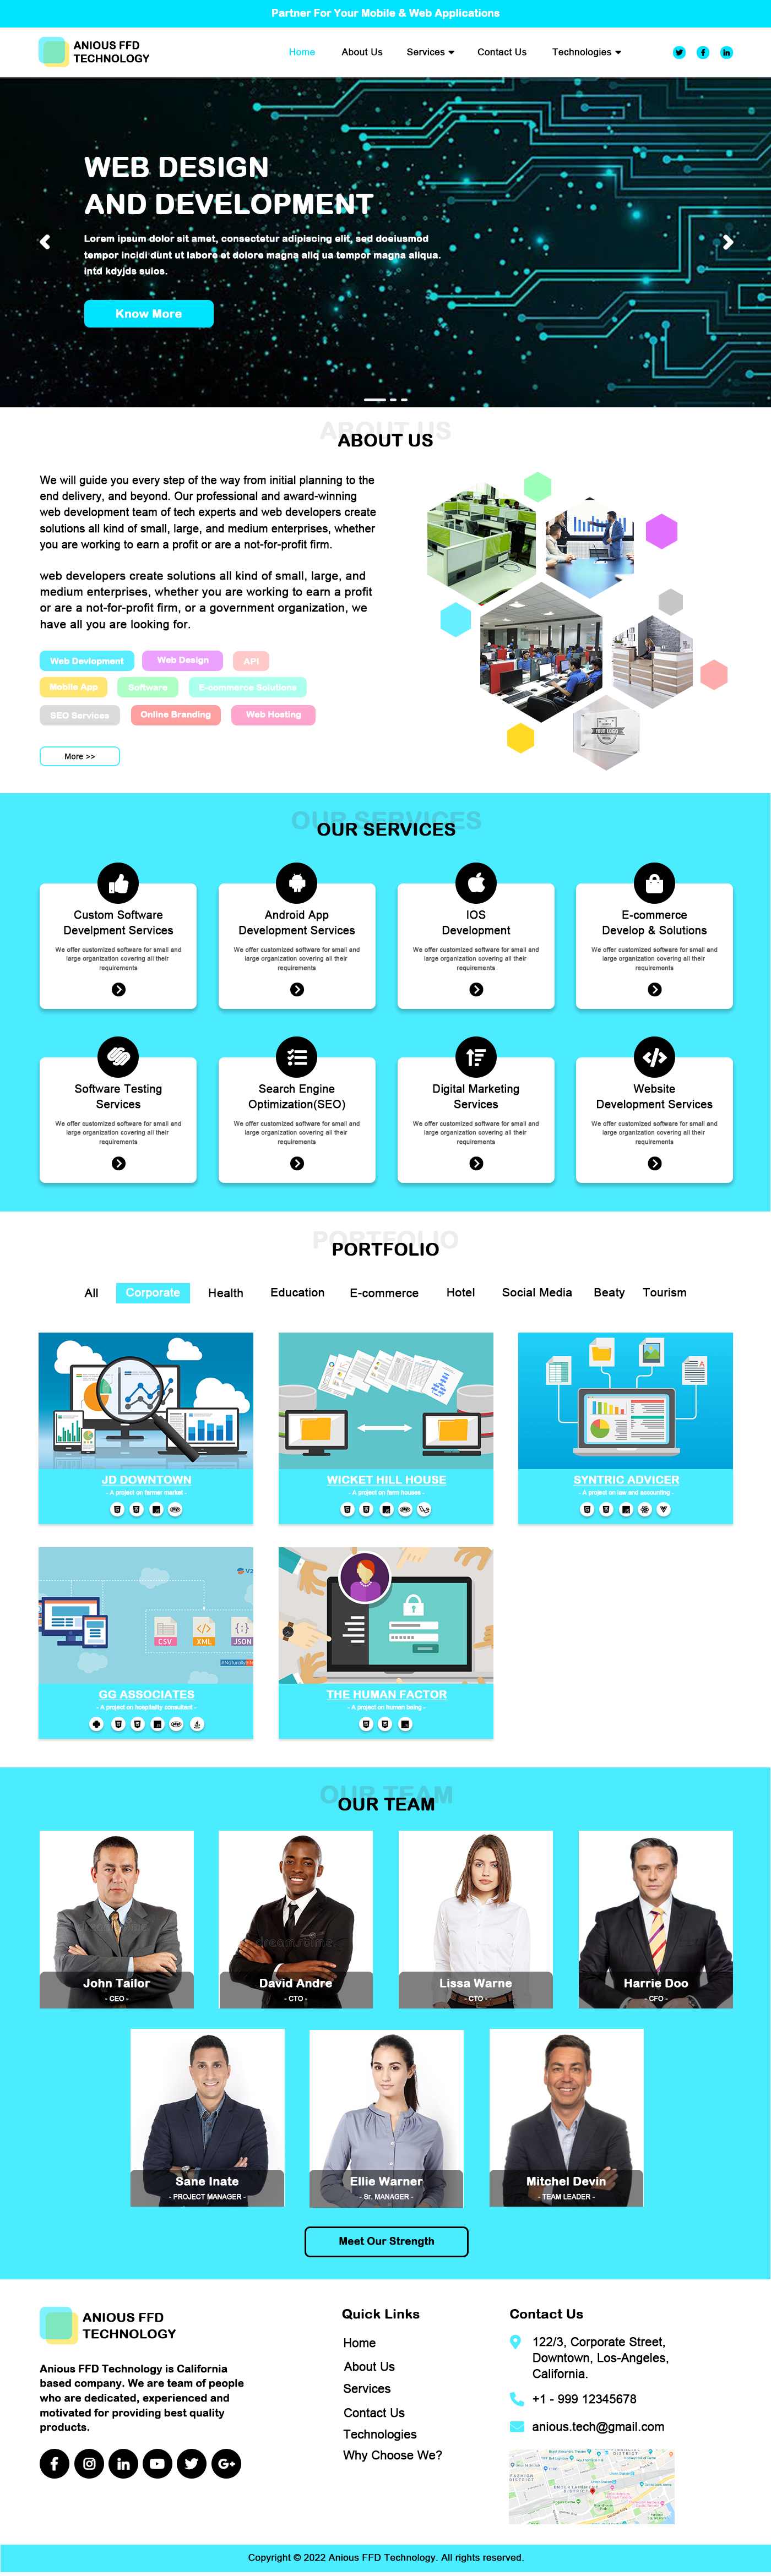 Partner For Your Mobile & Web Applications
ANIOUS FFD
TECHNOLOGY
Home
About Us
Services
Contact Us
Technologies
WEB DESIGN
AND DEVELOPMENT
Lorem ipsum dolor sit amet, consectetur adipiscing elit, sed doeiusmod
tempor incidi dunt ut labore et dolore magna aliq ua tempor magna aliqua.
intd kdyjds suios.
Know More
ABOUT US
ABOUT US
We will guide you every step of the way from initial planning to the
end delivery, and beyond. Our professional and award-winning
web development team of tech experts and web developers create
solutions all kind of small, large, and medium enterprises, whether
you are working to earn a profit or are a not-for-profit firm.
web developers create solutions all kind of small, large, and
medium enterprises, whether you are working to earn a profit
or are a not-for-profit firm, or a government organization, we
have all you are looking for.
Web Devlopment
Web Design
API
Mobile App
Software
E-commerce Solutions
SEO Services
Online Branding
Web Hosting
More >>
YOUR LOGO
OUR SERVICES
OUR SERVICES
Custom Software
Develpment Services
We offer customized software for small and
large organization covering all their
requirements
Android App
Development Services
We offer customized software for small and
large organization covering all their
requirements
IOS
Development
We offer customized software for small and
large organization covering all their
requirements
E-commerce
Develop & Solutions
We offer customized software for small and
large organization covering all their
requirements
Software Testing
Services
We offer customized software for small and
large organization covering all their
requirements
Search Engine
Optimization(SEO)
We offer customized software for small and
large organization covering all their
requirements
Digital Marketing
Services
We offer customized software for small and
large organization covering all their
requirements
Website
Development Services
We offer customized software for small and
large organization covering all their
requirements
PORTFOLIO
PORTFOLIO
All
Corporate
Health
Education
E-commerce
Hotel
Social Media
Beaty
Tourism
JD DOWNTOWN
- A project on farmer market -
WICKET HILL HOUSE
- A project on farm houses -
SYNTRIC ADVICER
- A project on law and accounting -
CSV
XML
JSON
GG ASSOCIATES
- A project on hospitality consultant -
THE HUMAN FACTOR
- A project on human being -
OUR TEAM
OUR TEAM
John Tailor
- CEO -
dreamstime
David Andre
- CTO -
Lissa Warne
- CTO -
Harrie Doo
- CFO -
Sane Inate
- PROJECT MANAGER -
Ellie Warner
- Sr. MANAGER -
Mitchel Devin
- TEAM LEADER -
Meet Our Strength
ANIOUS FFD
TECHNOLOGY
Anious FFD Technology is California
based company. We are team of people
who are dedicated, experienced and
motivated for providing best quality
products.
Quick Links
Home
About Us
Services
Contact Us
Technologies
Why Choose We?
Contact Us
122/3, Corporate Street,
Downtown, Los-Angeles,
California.
+1 - 999 12345678
anious.tech@gmail.com
FASHION
DISTRICT
ENTERTAINMENT
DISTRICT
Copyright © 2022 Anious FFD Technology. All rights reserved.